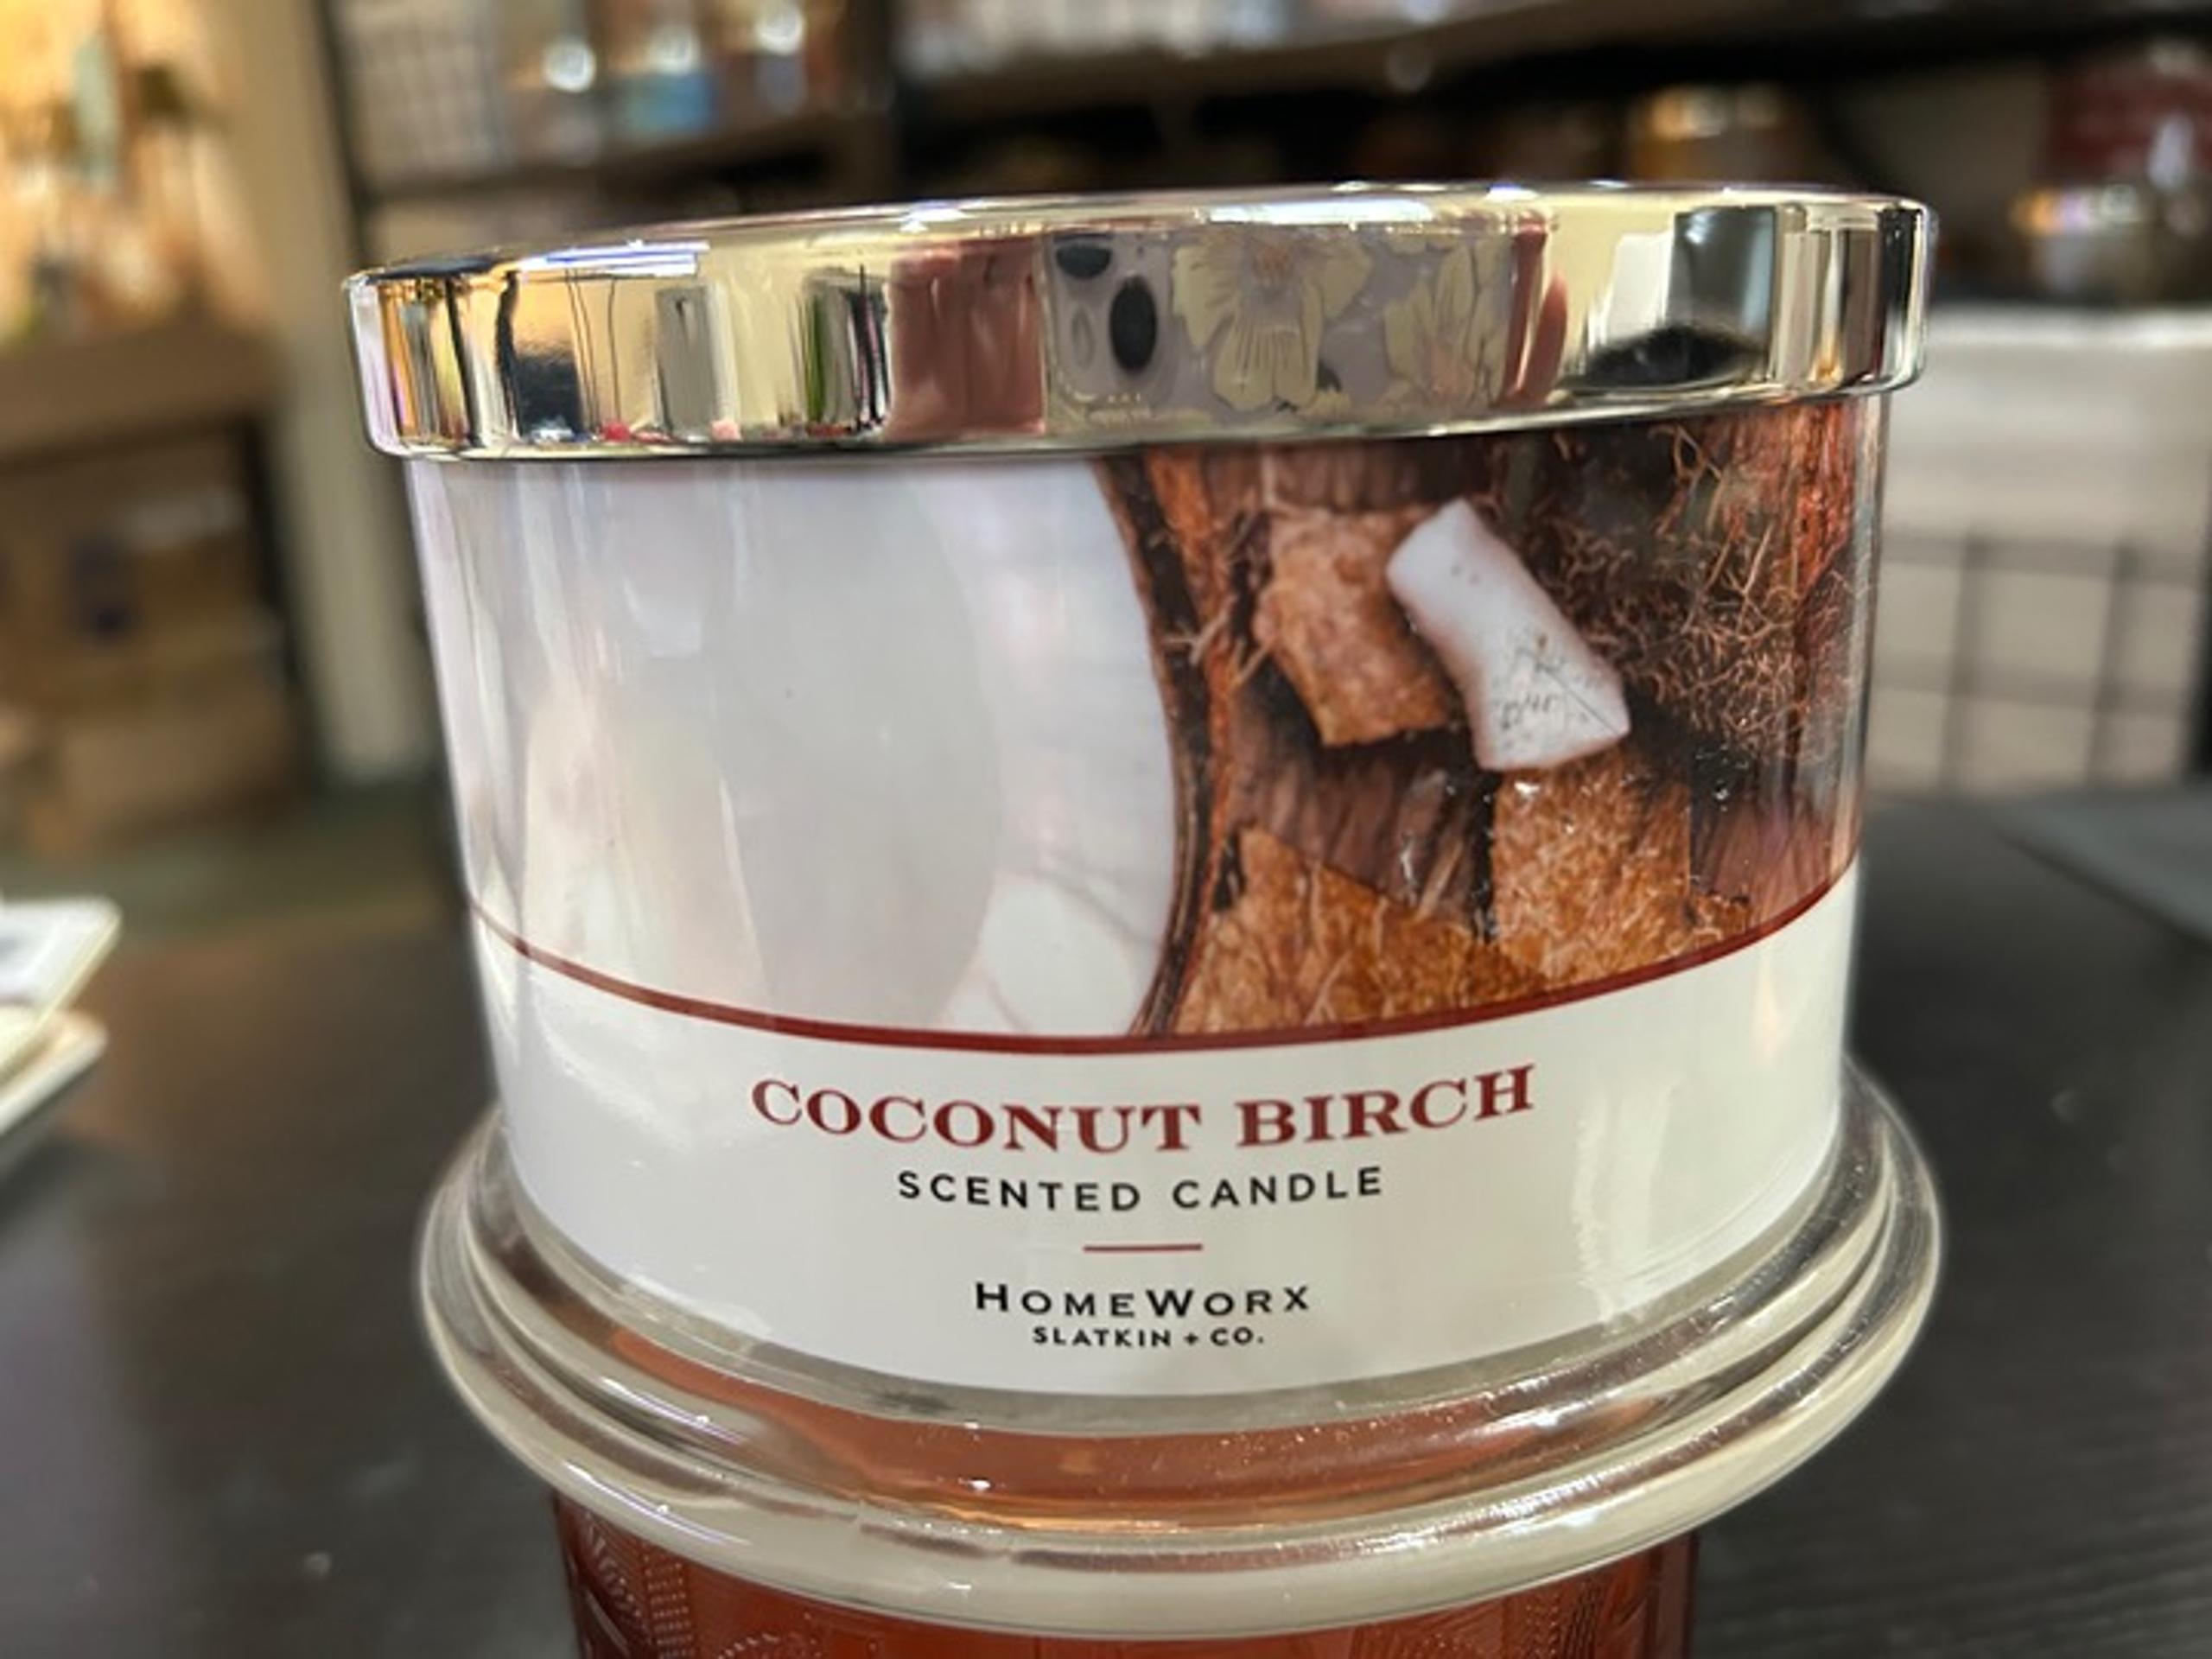 COCONUT BIRCH
SCENTED CANDLE
HOMEWORX
SLATKIN + CO.